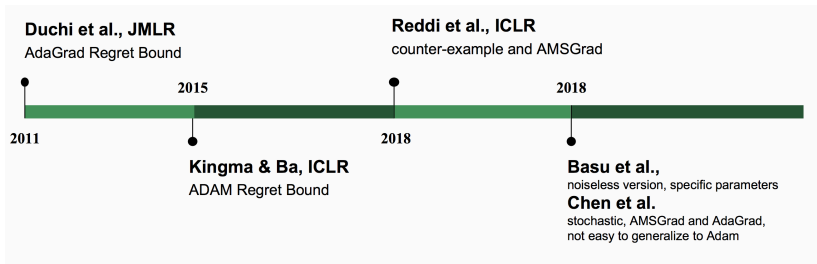 Duchi et al., JMLR
AdaGrad Regret Bound
Reddi et al., ICLR
counter-example and AMSGrad
2015
2018
2011
2018
Kingma & Ba, ICLR
ADAM Regret Bound
Basu et al.,
noiseless version, specific parameters
Chen et al.
stochastic, AMSGrad and AdaGrad,
not easy to generalize to Adam